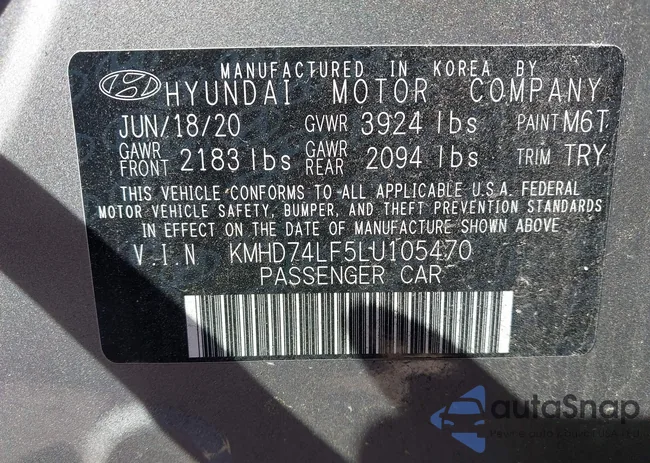 MANUFACTURED IN KOREA BY
HYUNDAI MOTOR COMPANY
JUN/18/20 GVWR 3924 lbs PAINT M6T
GAWR FRONT 2183 lbs GAWR REAR 2094 lbs TRIM TRY
THIS VEHICLE CONFORMS TO ALL APPLICABLE U.S.A. FEDERAL
MOTOR VEHICLE SAFETY, BUMPER, AND THEFT PREVENTION STANDARDS
IN EFFECT ON THE DATE OF MANUFACTURE SHOWN ABOVE
V.I.N KMHD74LF5LU105470
PASSENGER CAR
autaSnap